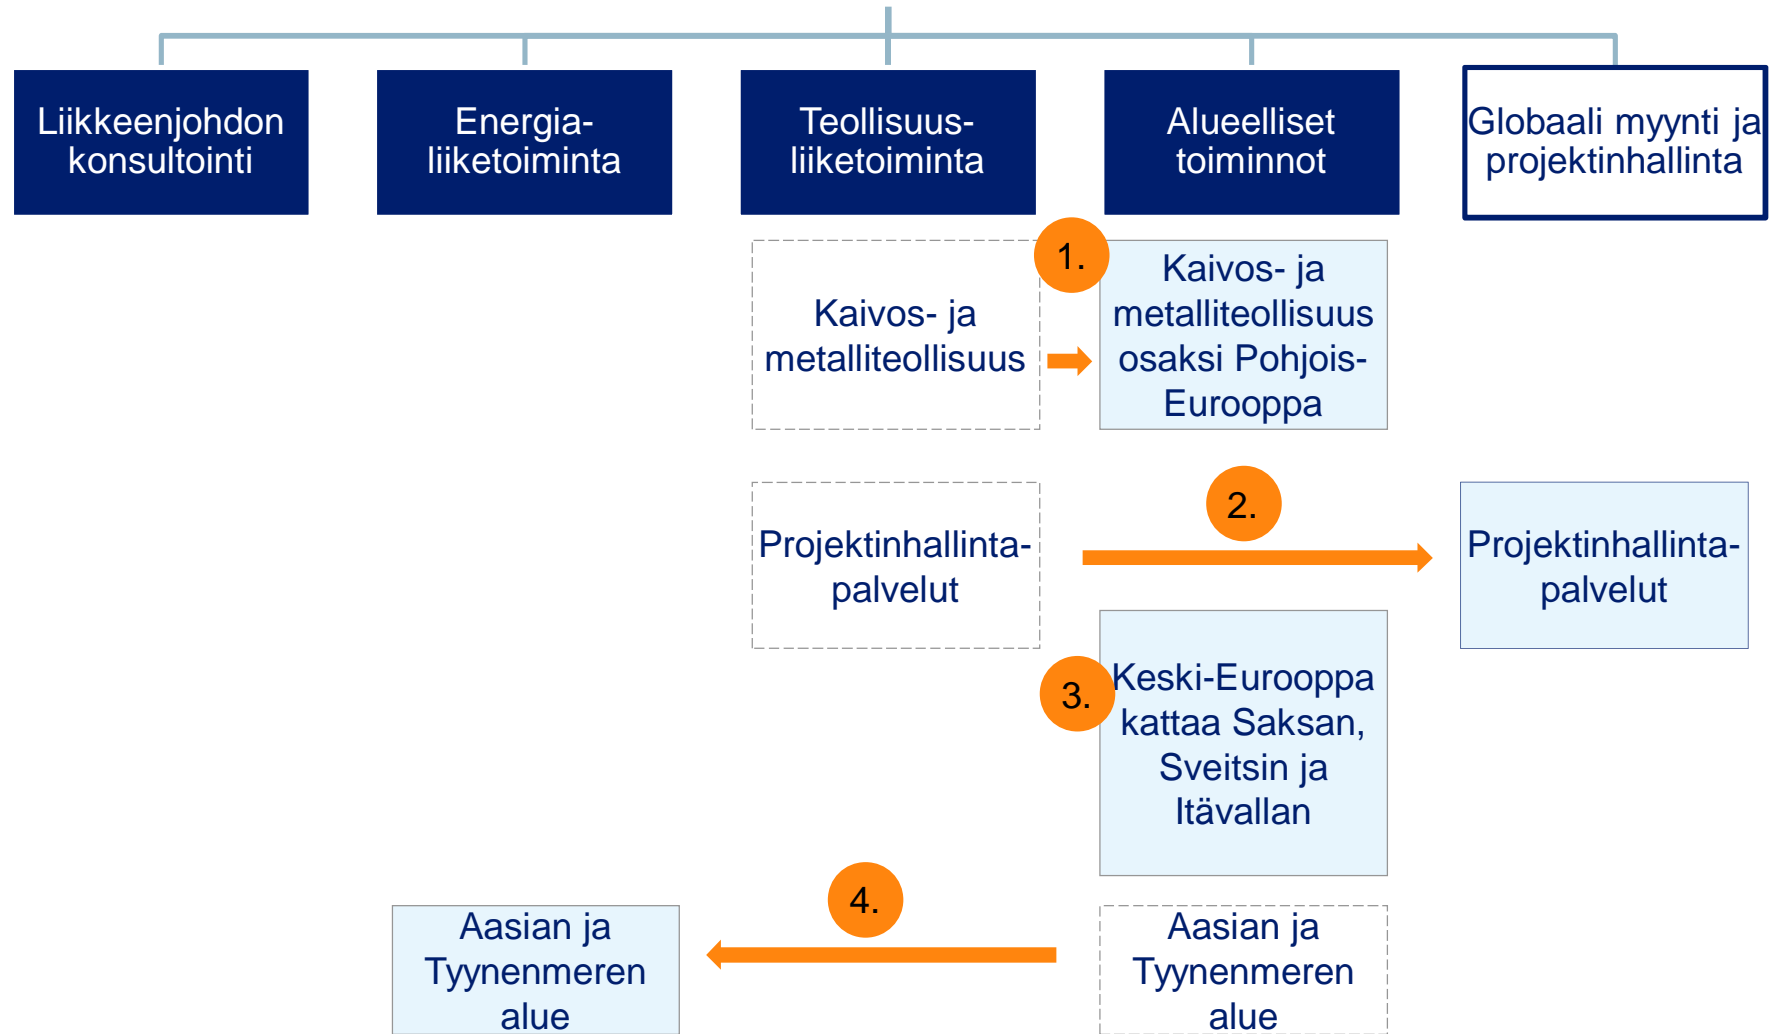 Liikkeenjohdon
konsultointi
Energia-
liiketoiminta
Teollisuus-
liiketoiminta
Alueelliset
toiminnot
Globaali myynti ja
projektinhallinta
1.
Kaivos- ja
metalliteollisuus
Kaivos- ja
metalliteollisuus
osaksi Pohjois-
Eurooppa
2.
Projektinhallinta-
palvelut
Projektinhallinta-
palvelut
3.
Keski-Eurooppa
kattaa Saksan,
Sveitsin ja
Itävallan
4.
Aasian ja
Tyynenmeren
alue
Aasian ja
Tyynenmeren
alue